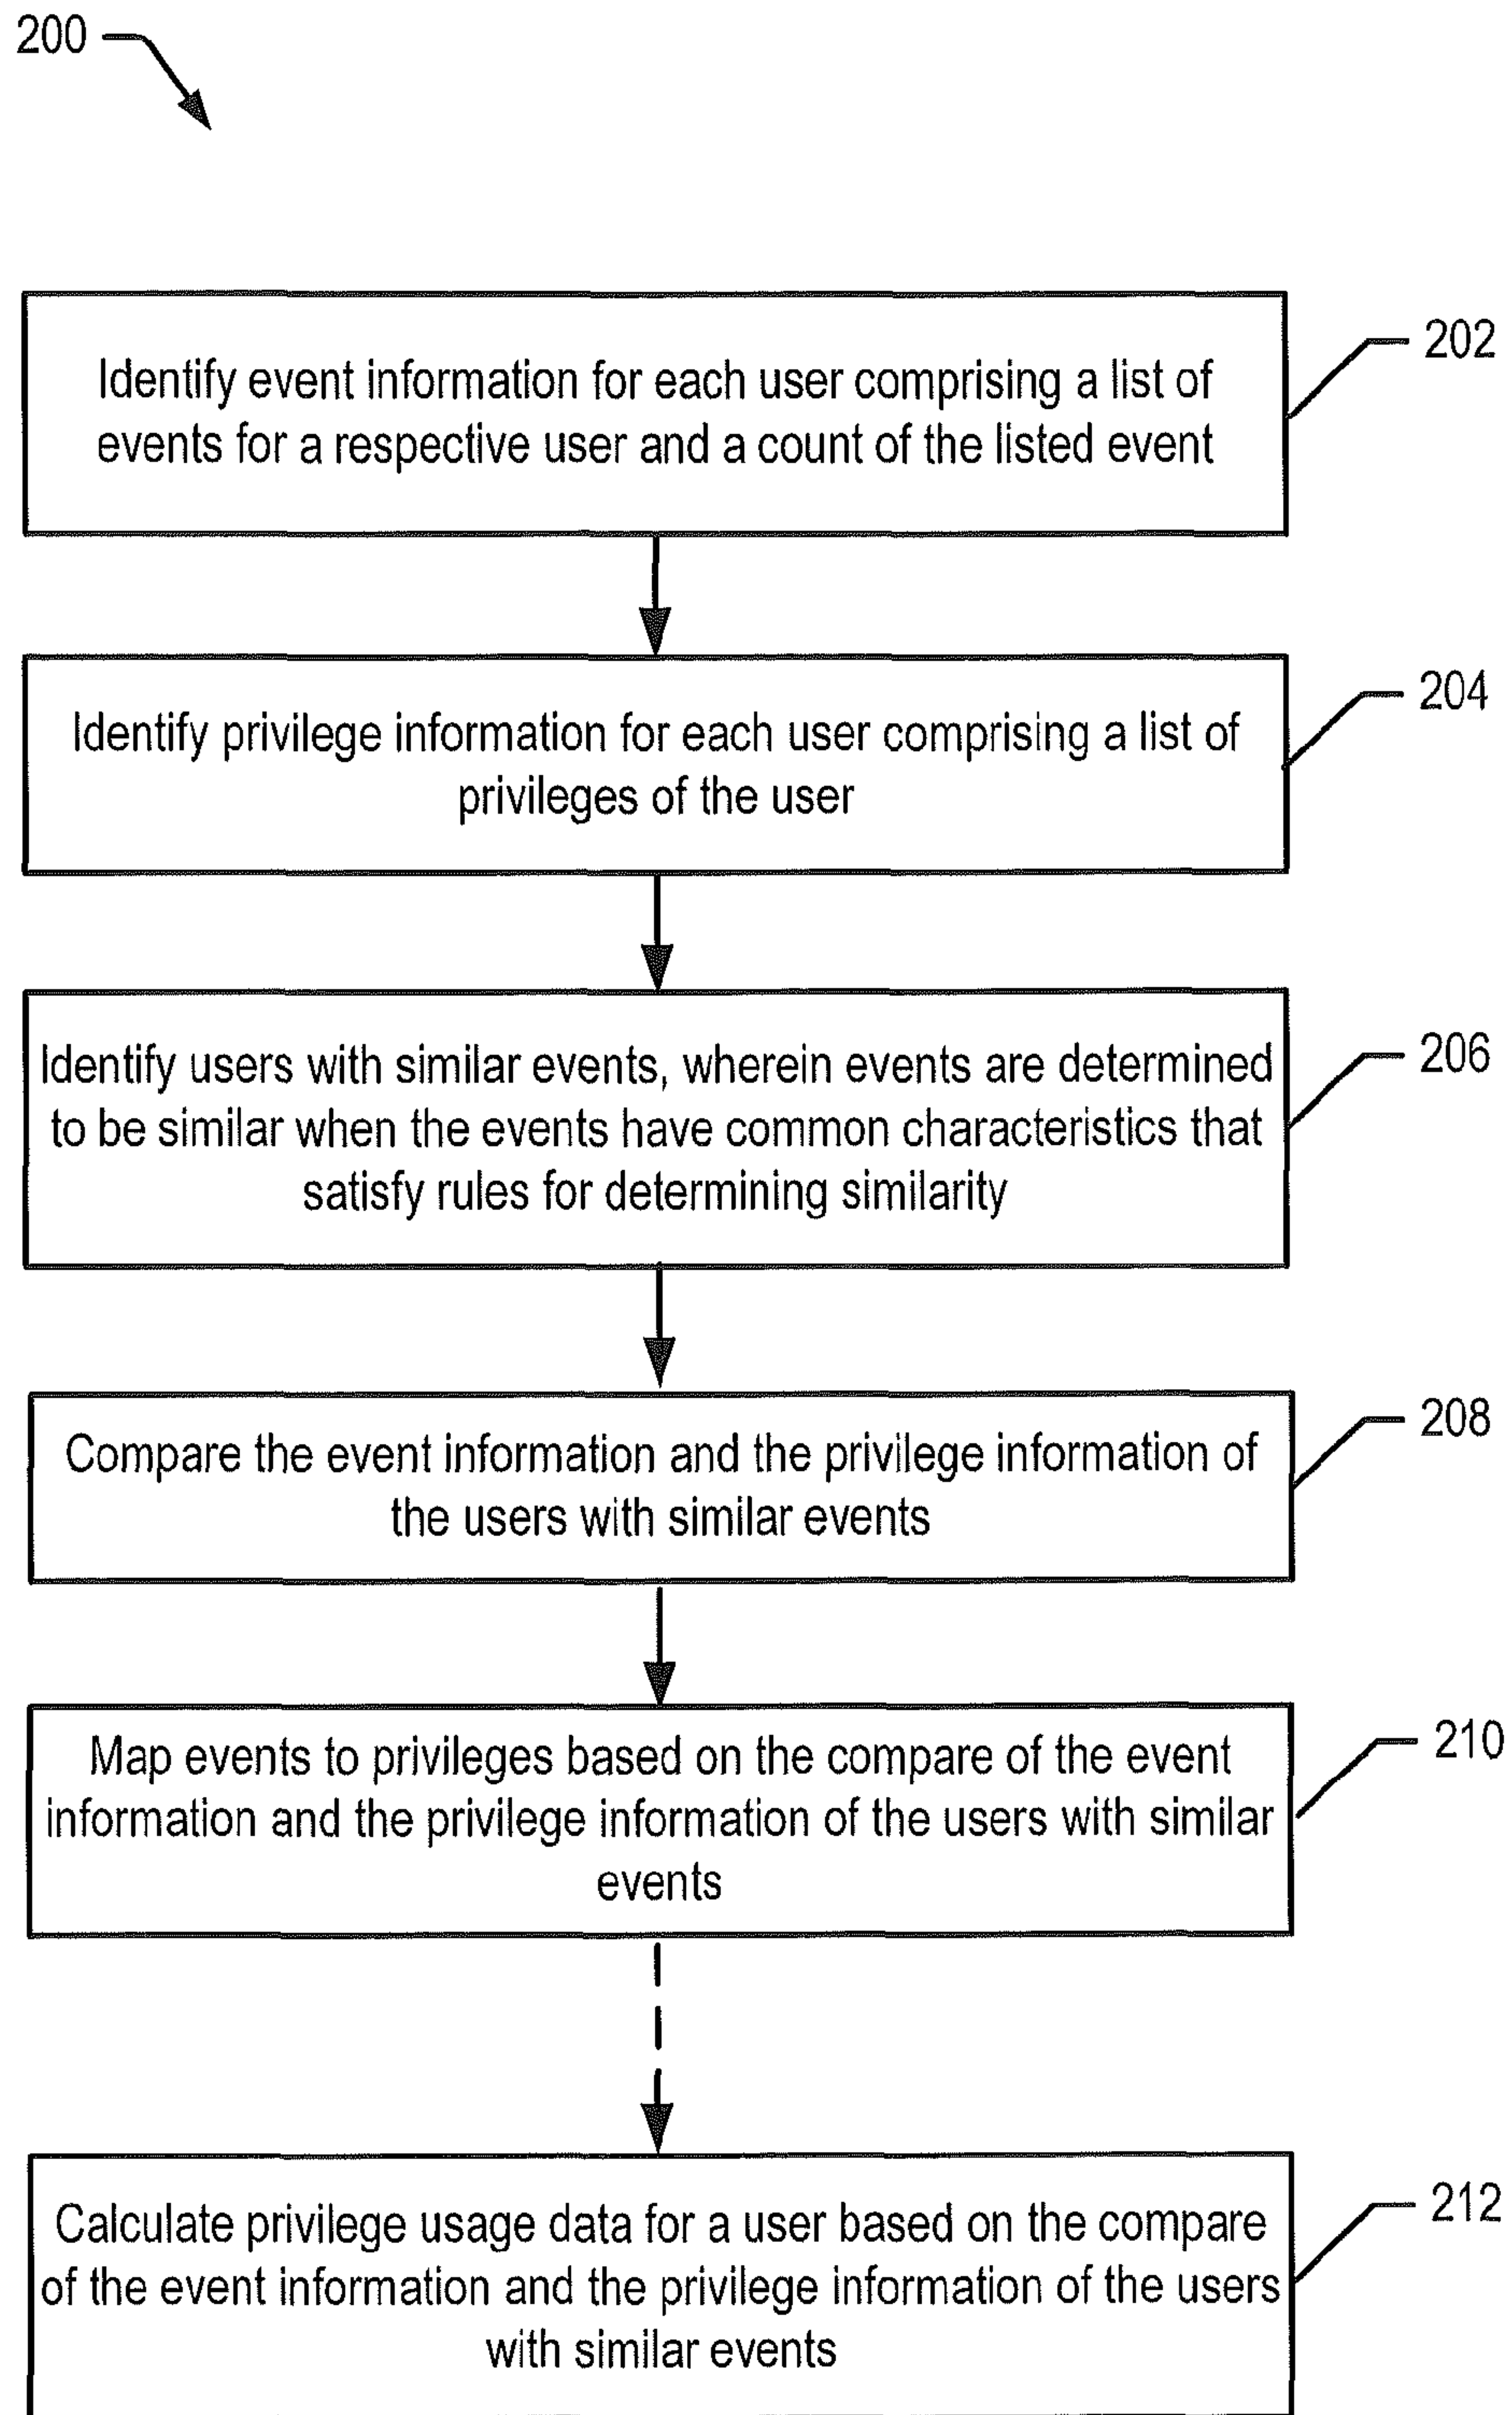 200
Identify event information for each user comprising a list of
events for a respective user and a count of the listed event
202
Identify privilege information for each user comprising a list of
privileges of the user
204
Identify users with similar events, wherein events are determined
to be similar when the events have common characteristics that
satisfy rules for determining similarity
206
Compare the event information and the privilege information of
the users with similar events
208
Map events to privileges based on the compare of the event
information and the privilege information of the users with similar
events
210
Calculate privilege usage data for a user based on the compare
of the event information and the privilege information of the users
with similar events
212